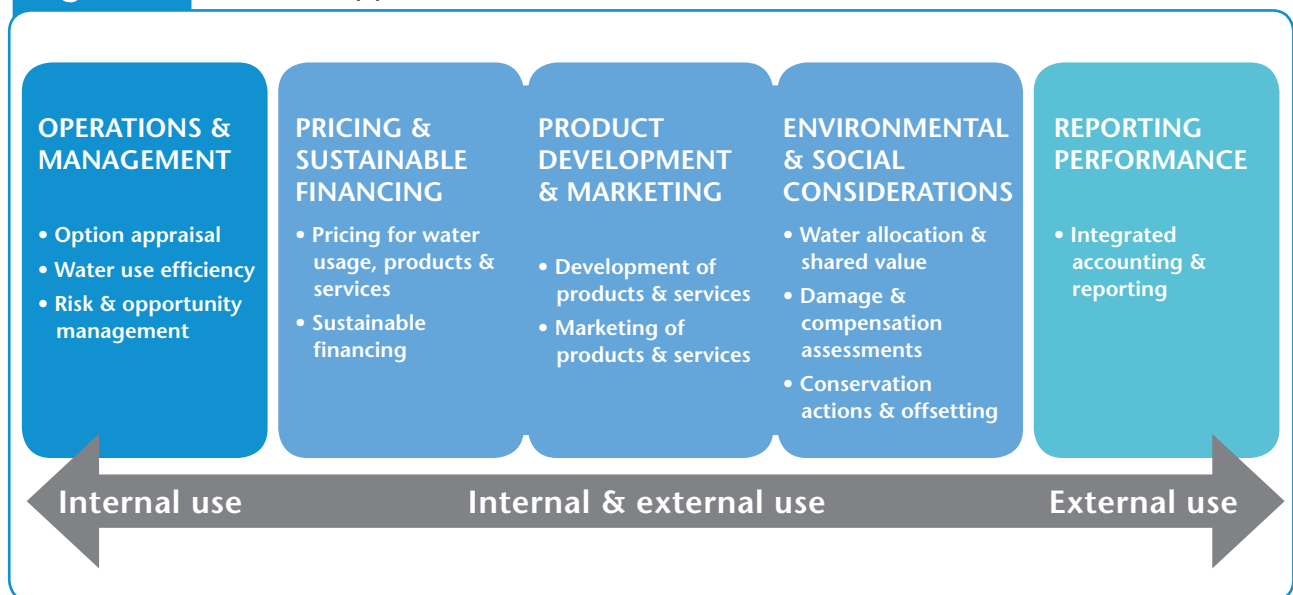 OPERATIONS &
MANAGEMENT
• Option appraisal
• Water use efficiency
• Risk & opportunity
management
PRICING &
SUSTAINABLE
FINANCING
• Pricing for water
usage, products &
services
• Sustainable
financing
PRODUCT
DEVELOPMENT
& MARKETING
• Development of
products & services
• Marketing of
products & services
ENVIRONMENTAL
& SOCIAL
CONSIDERATIONS
• Water allocation &
shared value
• Damage &
compensation
assessments
• Conservation
actions & offsetting
REPORTING
PERFORMANCE
• Integrated
accounting &
reporting
Internal use
Internal & external use
External use